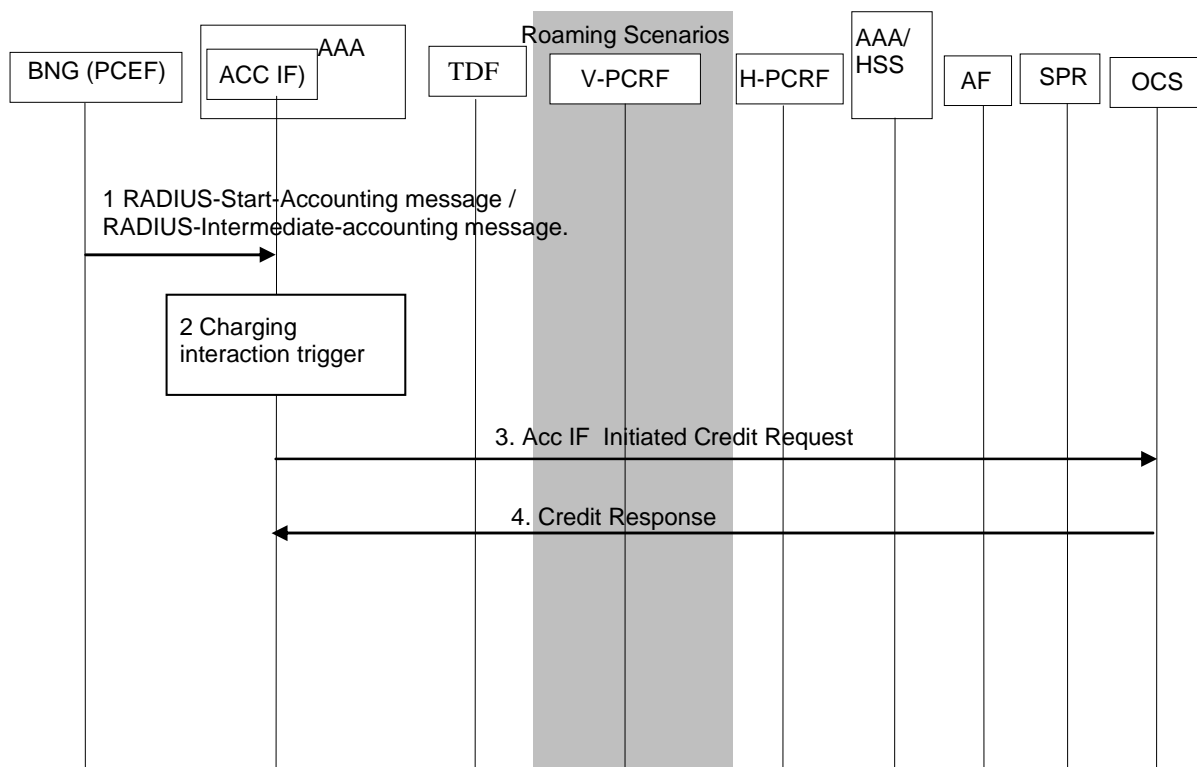 Roaming Scenarios
BNG (PCEF)
AAA
ACC IF)
TDF
V-PCRF
H-PCRF
AAA/
HSS
AF
SPR
OCS
1 RADIUS-Start-Accounting message /
RADIUS-Intermediate-accounting message.
2 Charging
interaction trigger
3. Acc IF  Initiated Credit Request
4. Credit Response